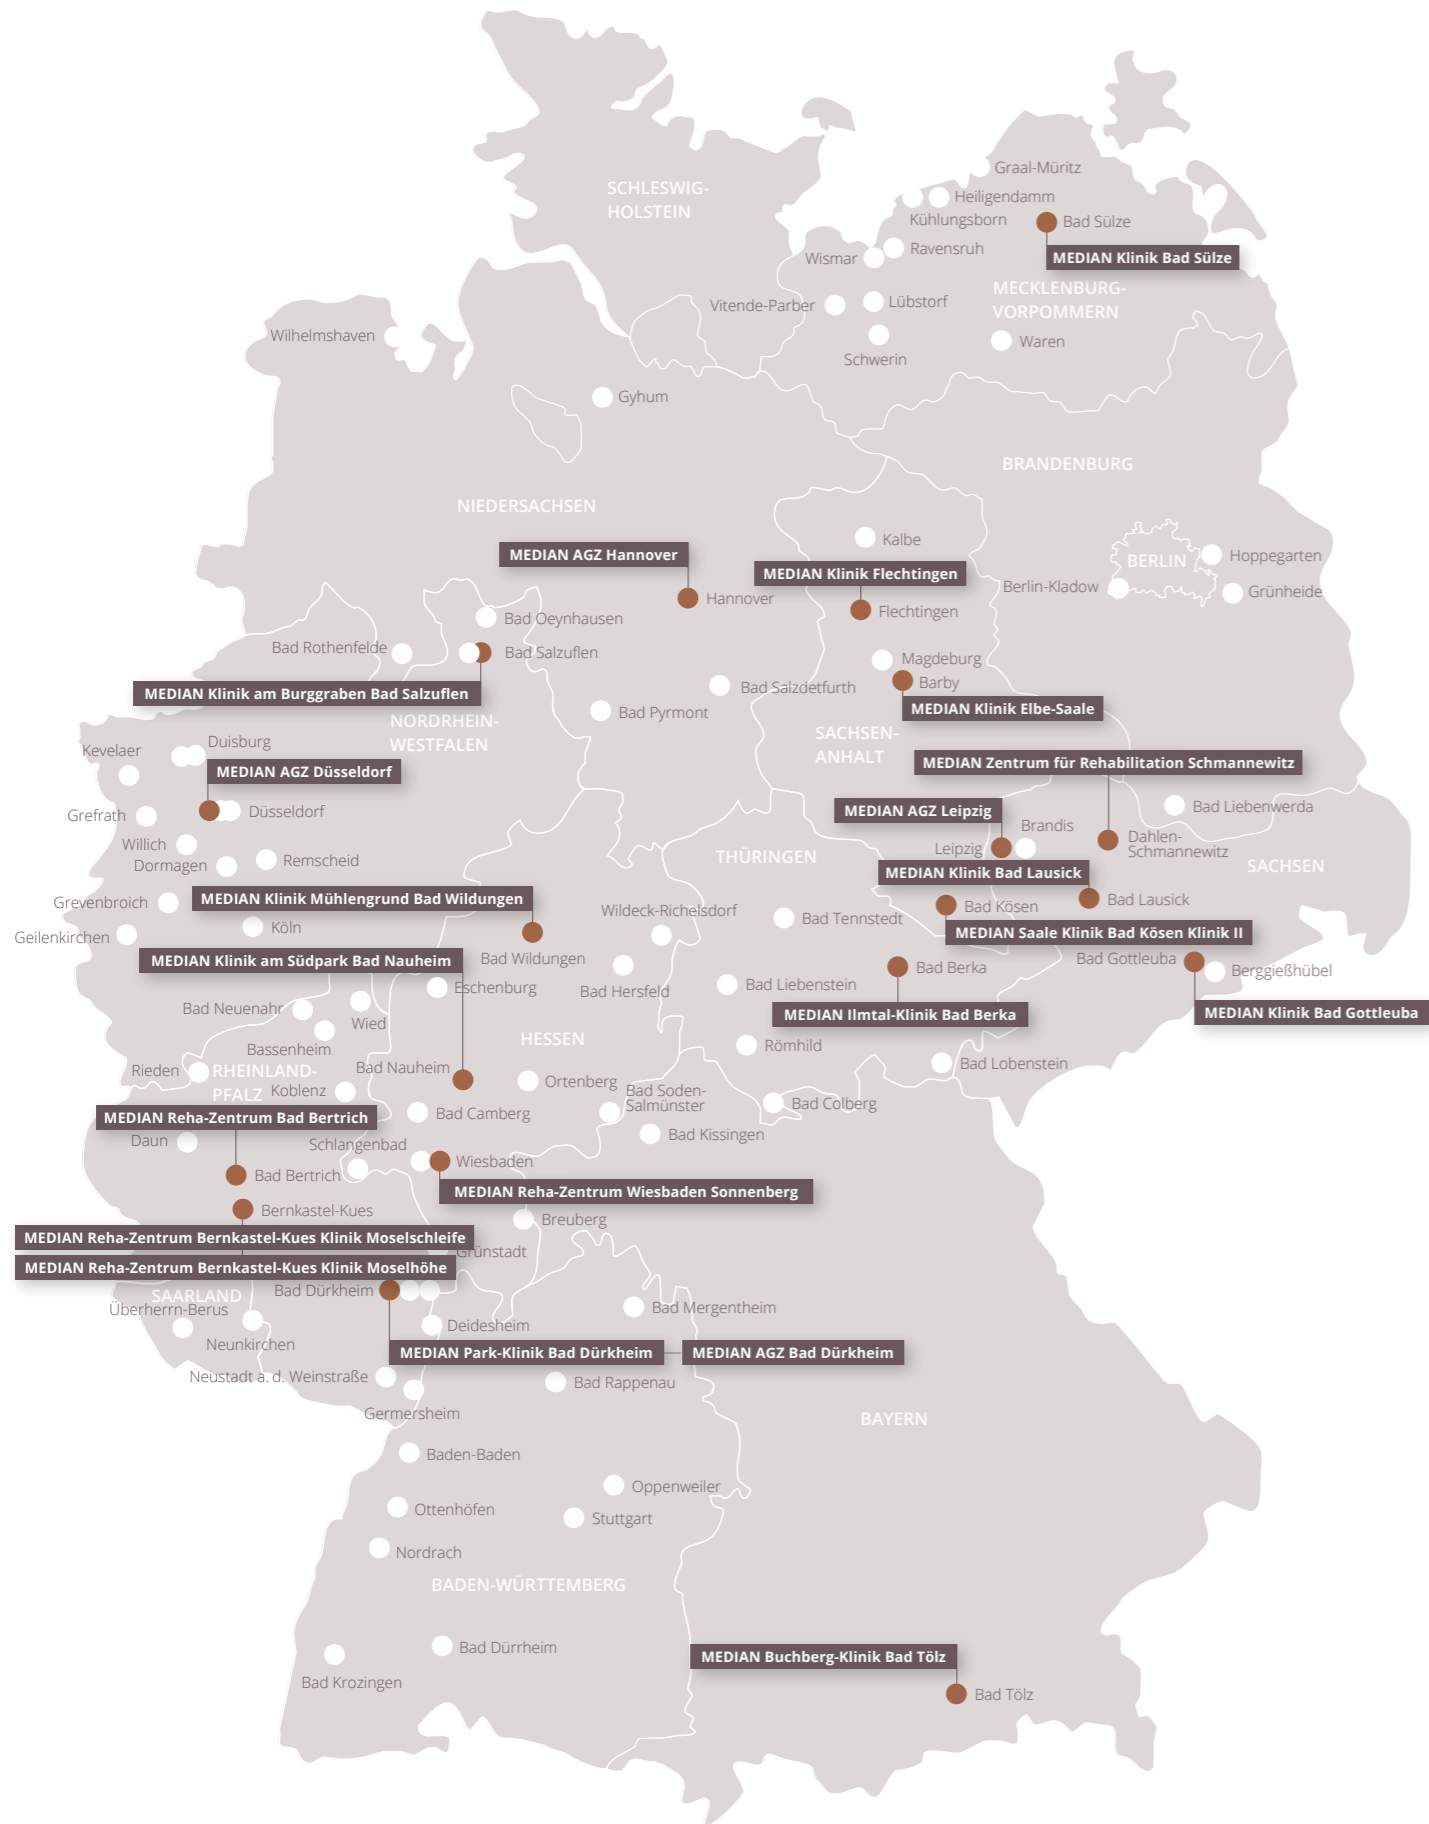 Graal-Müritz
SCHLESWIG-
HOLSTEIN
Heiligendamm
Kühlungsborn
Bad Sülze
Ravensruh
Wismar
MEDIAN Klinik Bad Sülze
MECKLENBURG-
VORPOMMERN
Vitende-Parber
Lübstorf
Wilhelmshaven
Waren
Schwerin
Gyhum
BRANDENBURG
NIEDERSACHSEN
Kalbe
MEDIAN AGZ Hannover
BERLIN
Hoppegarten
MEDIAN Klinik Flechtingen
Berlin-Kladow
Grünheide
Hannover
Flechtingen
Bad Oeynhausen
Bad Rothenfelde
Bad Salzuflen
Magdeburg
Barby
Bad Salzdetfurth
MEDIAN Klinik am Burggraben Bad Salzuflen
MEDIAN Klinik Elbe-Saale
Bad Pyrmont
NORDRHEIN-
WESTFALEN
SACHSEN-
ANHALT
Kevelaer
Duisburg
MEDIAN Zentrum für Rehabilitation Schmannewitz
MEDIAN AGZ Düsseldorf
Bad Liebenwerda
MEDIAN AGZ Leipzig
Grefrath
Düsseldorf
Brandis
Dahlen-
Schmannewitz
Willich
Leipzig
THÜRINGEN
SACHSEN
Dormagen
Remscheid
MEDIAN Klinik Bad Lausick
MEDIAN Klinik Mühlengrund Bad Wildungen
Bad Lausick
Grevenbroich
Wildeck-Richelsdorf
Bad Tennstedt
Bad Kösen
Köln
Geilenkirchen
MEDIAN Saale Klinik Bad Kösen Klinik II
MEDIAN Klinik am Südpark Bad Nauheim
Bad Wildungen
Bad Gottleuba
Bad Berka
Berggießhübel
Eschenburg
Bad Hersfeld
Bad Liebenstein
Bad Neuenahr
Wied
MEDIAN Ilmtal-Klinik Bad Berka
MEDIAN Klinik Bad Gottleuba
Bassenheim
HESSEN
Römhild
Rieden
RHEINLAND-
PFALZ
Koblenz
Bad Nauheim
Bad Lobenstein
Ortenberg
Bad Soden-
Salmünster
Bad Colberg
MEDIAN Reha-Zentrum Bad Bertrich
Bad Camberg
Daun
Schlangenbad
Bad Kissingen
Bad Bertrich
Wiesbaden
MEDIAN Reha-Zentrum Wiesbaden Sonnenberg
Bernkastel-Kues
Breuberg
MEDIAN Reha-Zentrum Bernkastel-Kues Klinik Moselschleife
Grünstadt
MEDIAN Reha-Zentrum Bernkastel-Kues Klinik Moselhöhe
SAARLAND
Bad Dürkheim
Überherrn-Berus
Bad Mergentheim
Deidesheim
Neunkirchen
MEDIAN Park-Klinik Bad Dürkheim
MEDIAN AGZ Bad Dürkheim
Neustadt a. d. Weinstraße
Bad Rappenau
Germersheim
BAYERN
Baden-Baden
Oppenweiler
Ottenhöfen
Stuttgart
Nordrach
BADEN-WÜRTTEMBERG
Bad Dürrheim
MEDIAN Buchberg-Klinik Bad Tölz
Bad Krozingen
Bad Tölz